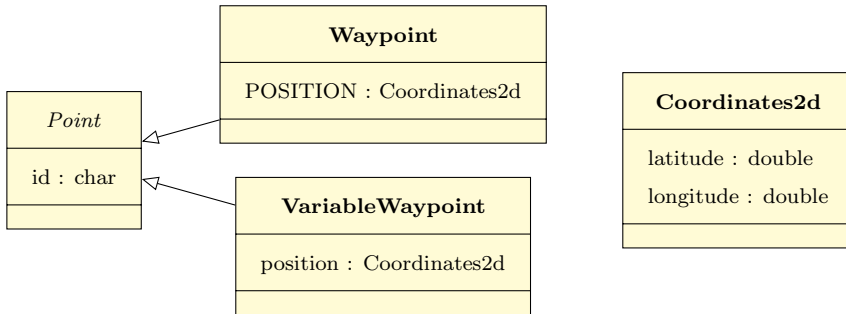 Waypoint
POSITION : Coordinates2d
Point
id : char
VariableWaypoint
position : Coordinates2d
Coordinates2d
latitude : double
longitude : double